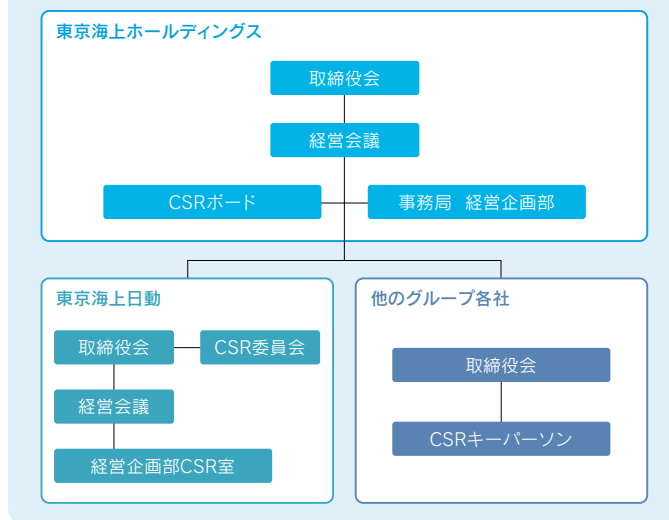 東京海上ホールディングス
取締役会
経営会議
CSRボード
事務局 経営企画部
東京海上日動
取締役会
CSR委員会
経営会議
経営企画部CSR室
他のグループ各社
取締役会
CSRキーパーソン